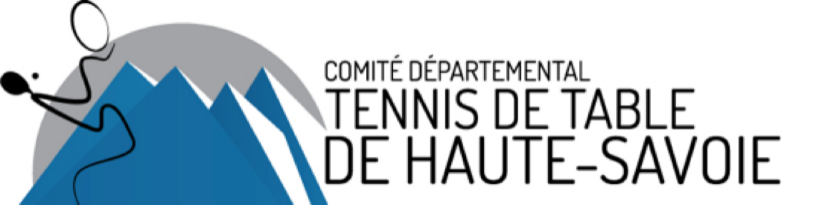 COMITÉ DÉPARTEMENTAL
TENNIS DE TABLE
DE HAUTE-SAVOIE